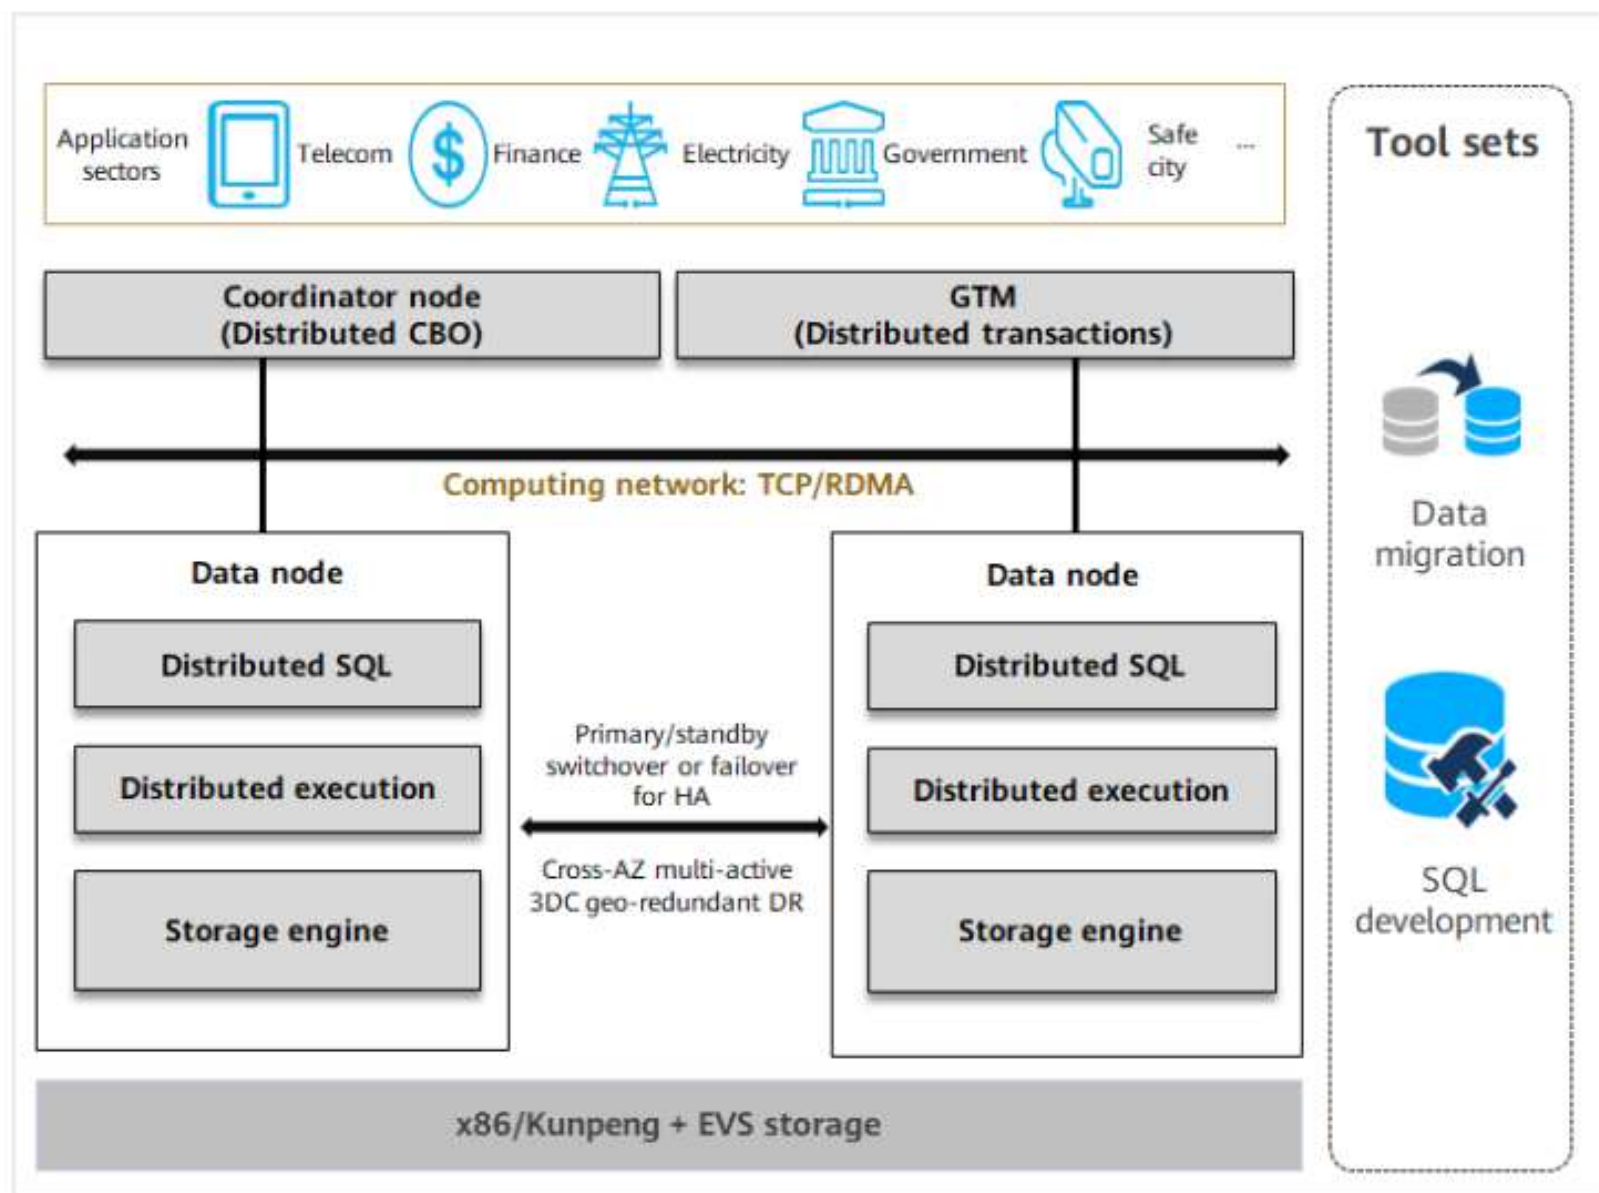 Application
sectors
Telecom
Finance
Electricity
Government
Safe
city
...
Tool sets
Coordinator node
(Distributed CBO)
GTM
(Distributed transactions)
Computing network: TCP/RDMA
Data
migration
Data node
Distributed SQL
Distributed execution
Storage engine
Primary/standby
switchover or failover
for HA
Cross-AZ multi-active
3DC geo-redundant DR
Data node
Distributed SQL
Distributed execution
Storage engine
SQL
development
x86/Kunpeng + EVS storage